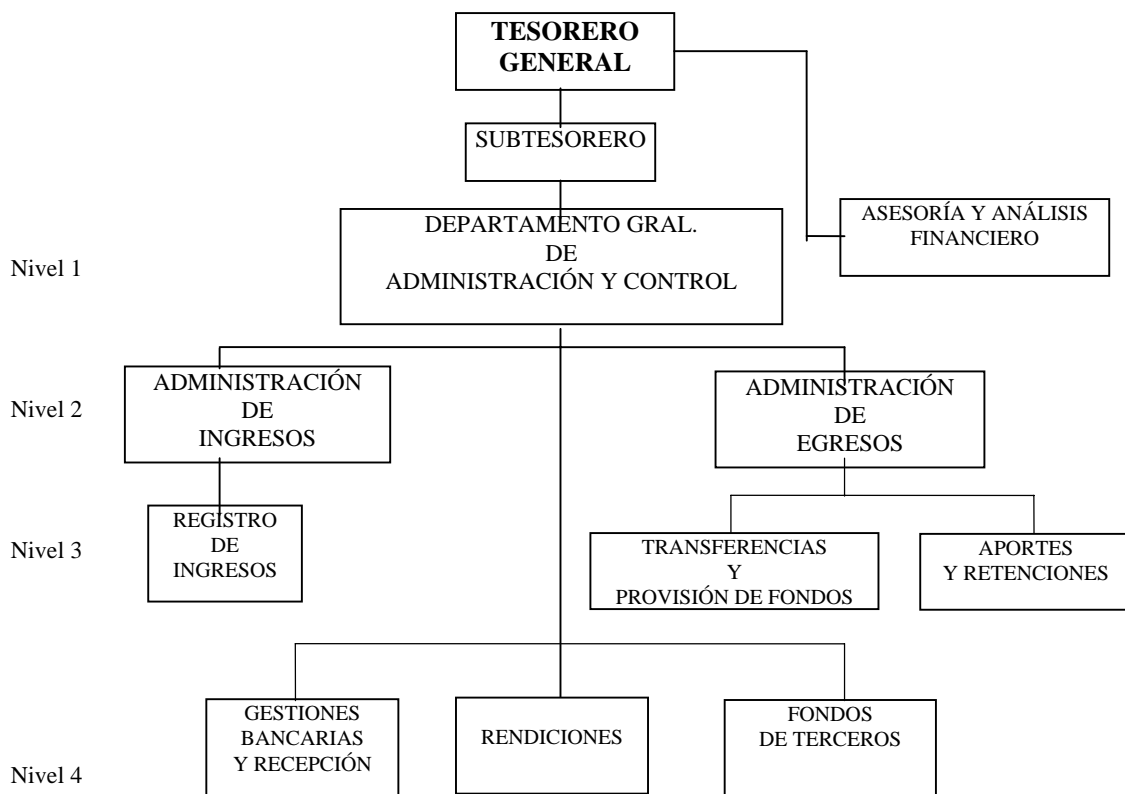 TESORERO
GENERAL
SUBTESORERO
DEPARTAMENTO GRAL.
DE
ADMINISTRACIÓN Y CONTROL
ASESORÍA Y ANÁLISIS
FINANCIERO
Nivel 1
ADMINISTRACIÓN
DE
INGRESOS
ADMINISTRACIÓN
DE
EGRESOS
Nivel 2
REGISTRO
DE
INGRESOS
TRANSFERENCIAS
Y
PROVISIÓN DE FONDOS
APORTES
Y RETENCIONES
Nivel 3
GESTIONES
BANCARIAS
Y RECEPCIÓN
RENDICIONES
FONDOS
DE TERCEROS
Nivel 4